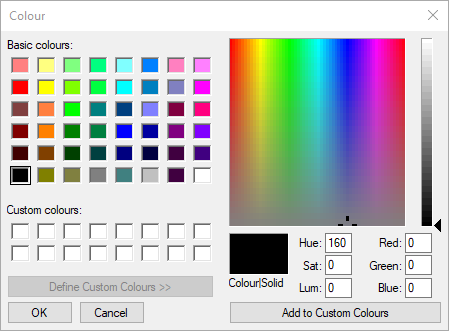 Colour
Basic colours:
Custom colours:
Define Custom Colours >>
OK Cancel
Colour|Solid
Hue: 160 Red: 0
Sat: 0 Green: 0
Lum: 0 Blue: 0
Add to Custom Colours